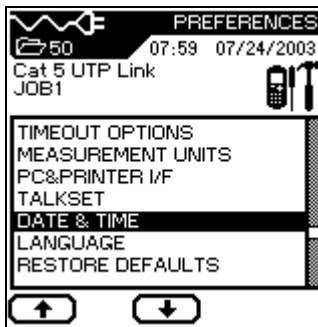 PREFERENCES
50 07:59 07/24/2003
Cat 5 UTP Link
JOB1
TIMEOUT OPTIONS
MEASUREMENT UNITS
PC&PRINTER I/F
TALKSET
DATE & TIME
LANGUAGE
RESTORE DEFAULTS